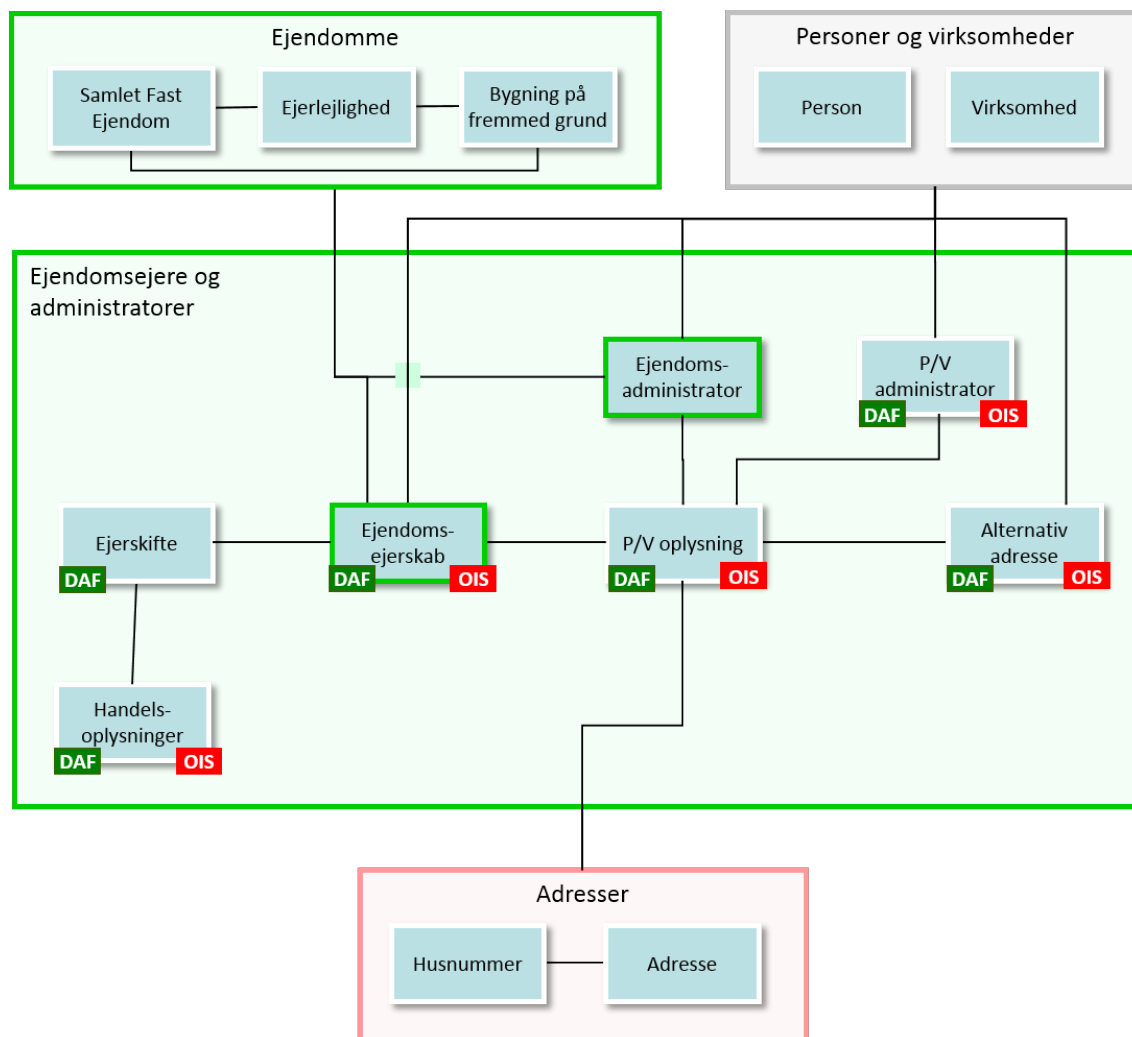 Ejendomme
Samlet Fast
Ejendom
Ejerlejlighed
Bygning på
fremmed grund
Personer og virksomheder
Person
Virksomhed
Ejendomsejere og
administratorer
Ejendoms-
administrator
P/V
administrator
DAF
OIS
Ejerskifte
DAF
Ejendoms-
ejerskab
DAF
OIS
P/V oplysning
DAF
OIS
Alternativ
adresse
DAF
OIS
Handels-
oplysninger
DAF
OIS
Adresser
Husnummer
Adresse